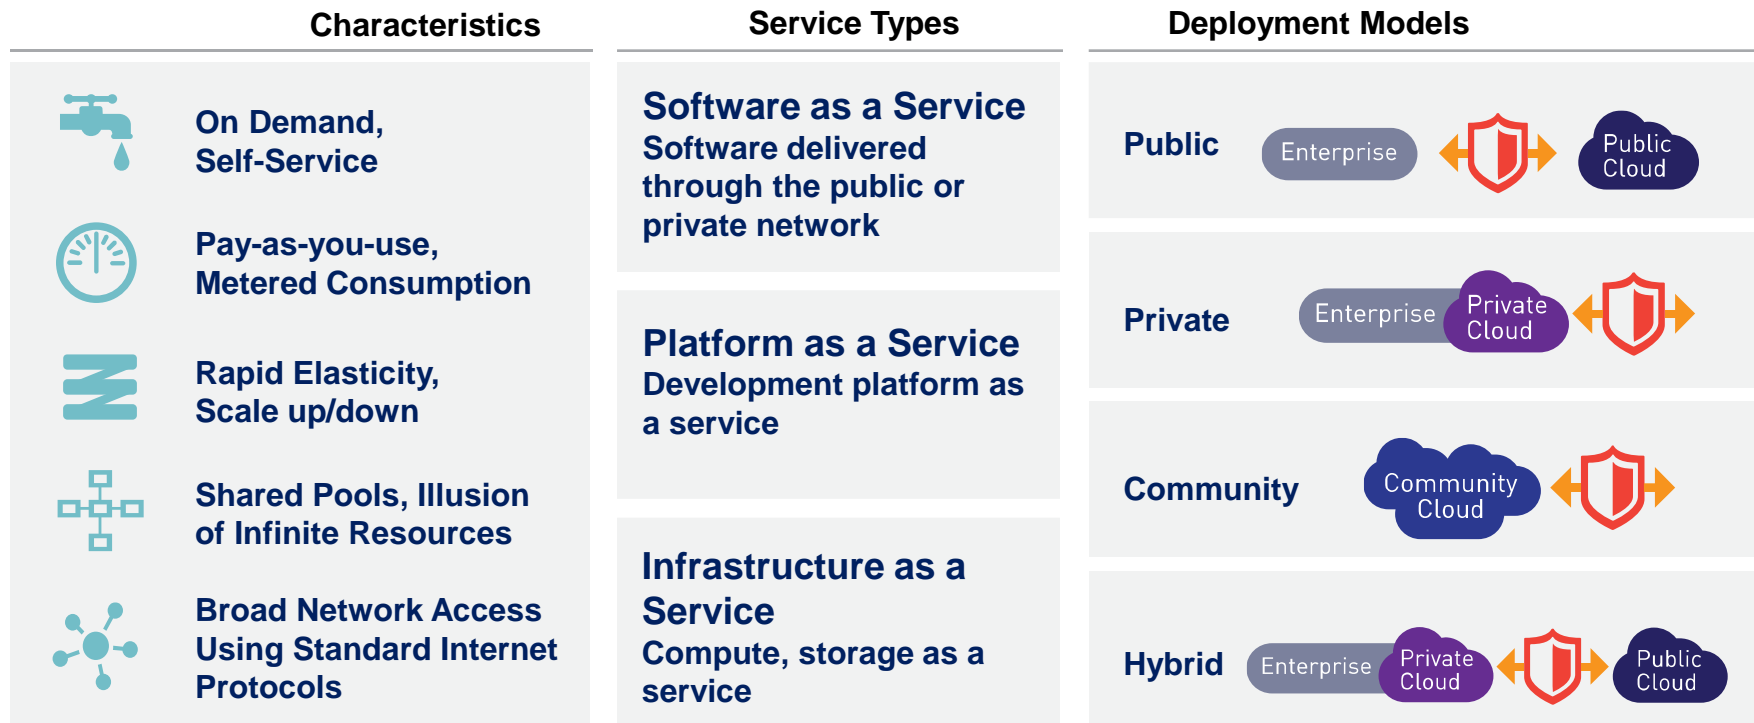 Characteristics
On Demand,
Self-Service
Pay-as-you-use,
Metered Consumption
Rapid Elasticity,
Scale up/down
Shared Pools, Illusion
of Infinite Resources
Broad Network Access
Using Standard Internet
Protocols
Service Types
Software as a Service
Software delivered
through the public or
private network
Platform as a Service
Development platform as
a service
Infrastructure as a
Service
Compute, storage as a
service
Deployment Models
Public
Enterprise
Public
Cloud
Private
Enterprise
Private
Cloud
Community
Community
Cloud
Hybrid
Enterprise
Private
Cloud
Public
Cloud